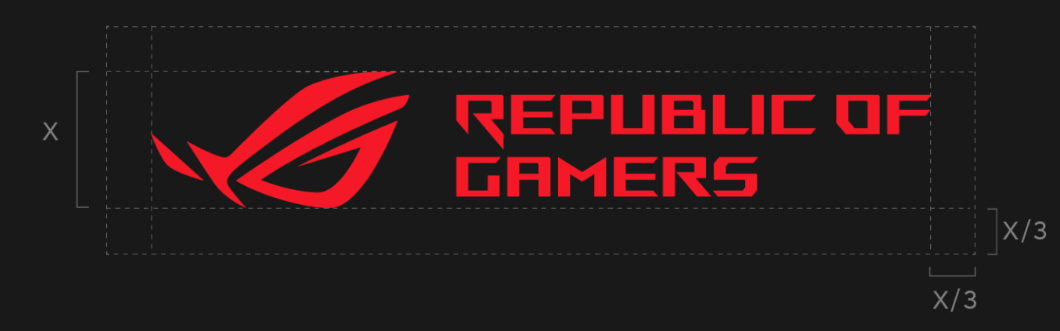 X
REPUBLIC OF
GAMERS
X/3
X/3